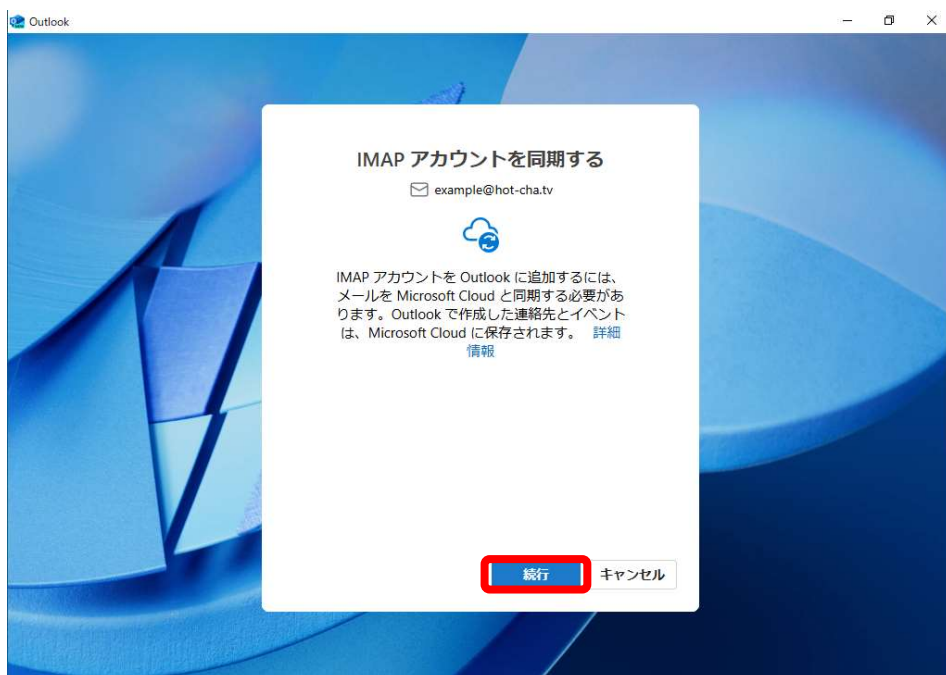 Outlook
IMAP アカウントを同期する
example@hot-cha.tv
IMAP アカウントを Outlook に追加するには、
メールを Microsoft Cloud と同期する必要があ
ります。Outlook で作成した連絡先とイベント
は、Microsoft Cloud に保存されます。 詳細
情報
続行 キャンセル